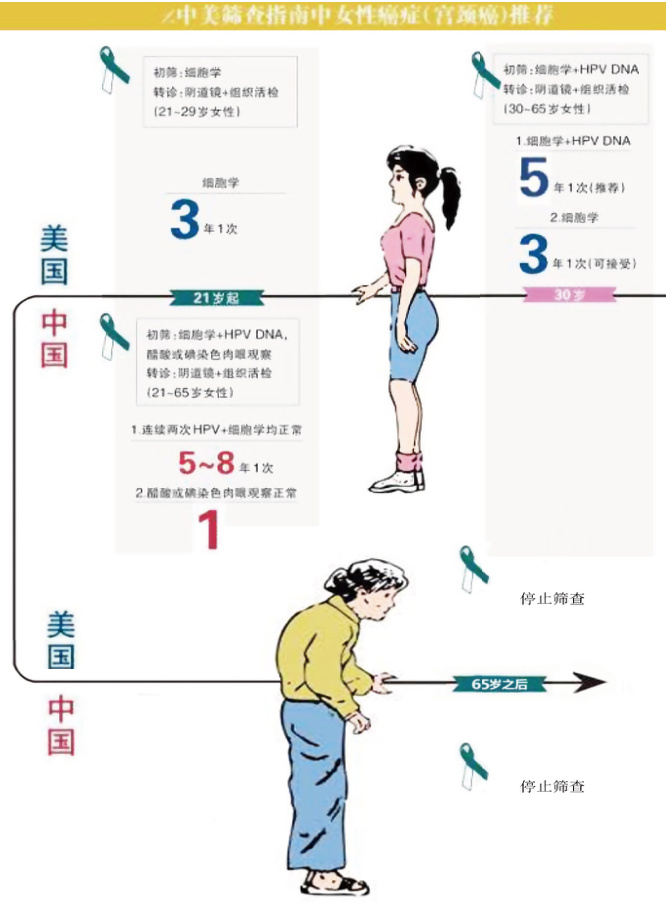 中美筛查指南中女性癌症(宫颈癌)推荐
初筛:细胞学
转诊:阴道镜+组织活检
(21~29岁女性)
细胞学
3年1次
初筛:细胞学+HPV DNA
转诊:阴道镜+组织活检
(30~65岁女性)
1.细胞学+HPV DNA
5年1次(推荐)
2.细胞学
3年1次(可接受)
美国
21岁起
30岁
中国
初筛:细胞学+HPV DNA,
醋酸或碘染色肉眼观察
转诊:阴道镜+组织活检
(21~65岁女性)
1.连续两次HPV+细胞学均正常
5~8年1次
2.醋酸或碘染色肉眼观察正常
1
停止筛查
美国
65岁之后
中国
停止筛查